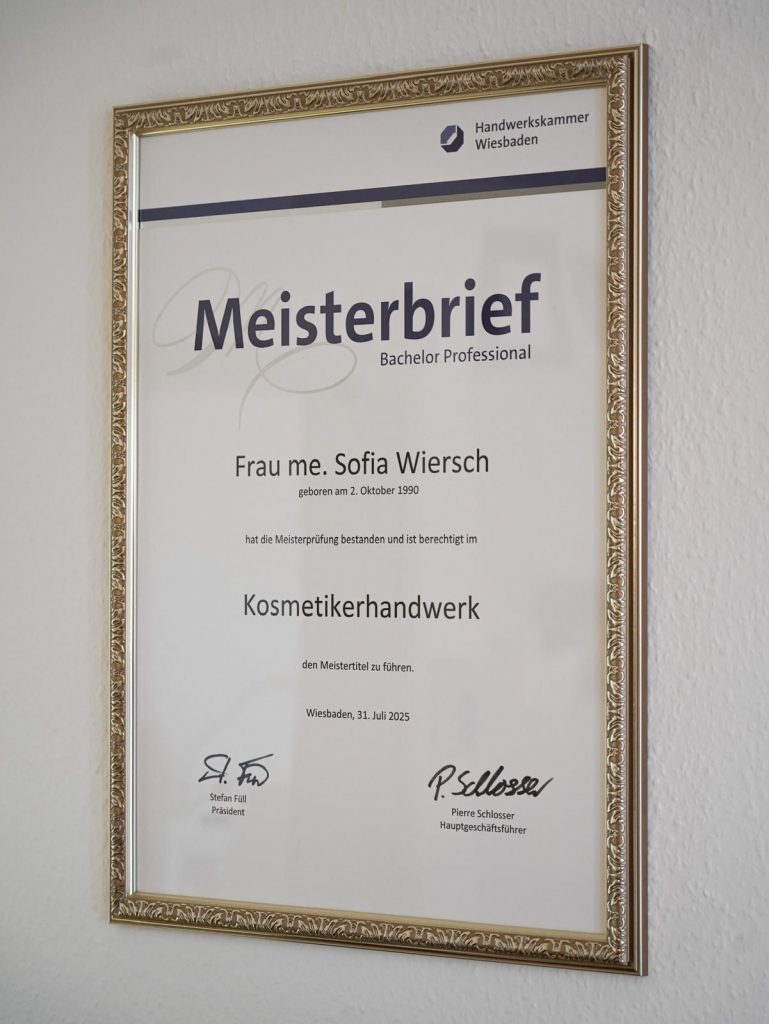 Handwerkskammer
Wiesbaden
Meisterbrief
Bachelor Professional
Frau me. Sofia Wiersch
geboren am 2. Oktober 1990
hat die Meisterprüfung bestanden und ist berechtigt im
Kosmetikerhandwerk
den Meistertitel zu führen.
Wiesbaden, 31. Juli 2025
St. Füll
P. Schlosser
Stefan Füll
Präsident
Pierre Schlosser
Hauptgeschäftsführer